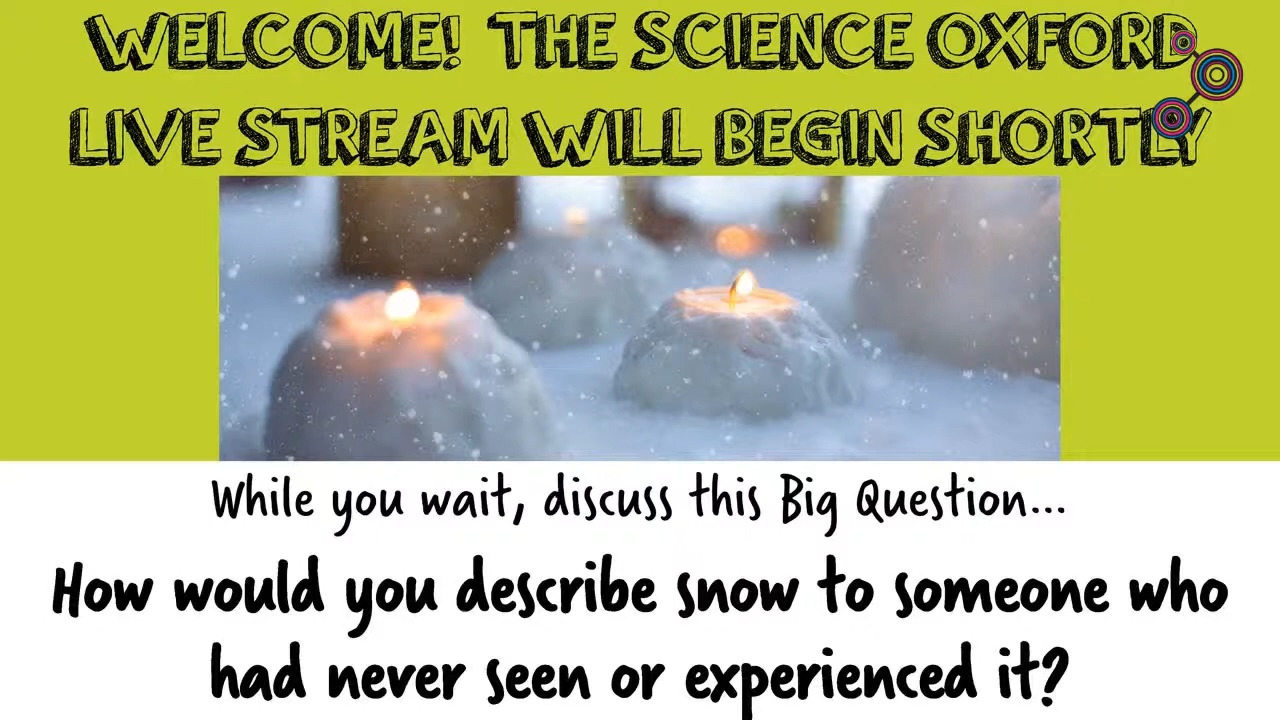 WELCOME! THE SCIENCE OXFORD
LIVE STREAM WILL BEGIN SHORTLY
While you wait, discuss this Big Question...
How would you describe snow to someone who
had never seen or experienced it?